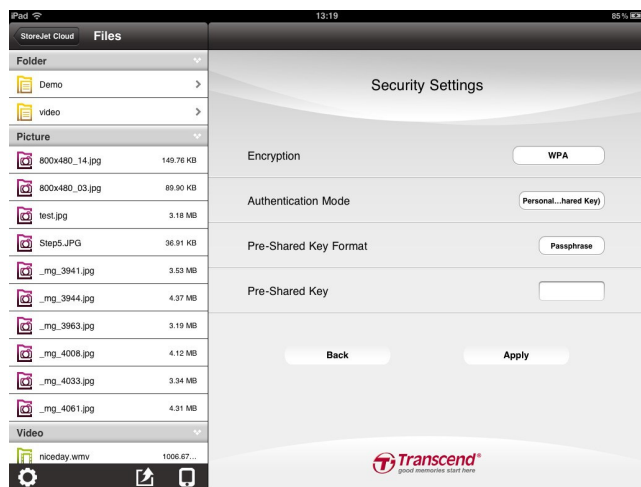 iPad 13:19 85%
StoreJet Cloud Files
Folder
Demo
video
Picture
800x480_14.jpg 149.76 KB
800x480_03.jpg 89.90 KB
test.jpg 3.18 MB
Step5.JPG 36.91 KB
_mg_3941.jpg 3.53 MB
_mg_3944.jpg 4.37 MB
_mg_3963.jpg 3.19 MB
_mg_4008.jpg 4.12 MB
_mg_4033.jpg 3.34 MB
_mg_4061.jpg 4.31 MB
Video
niceday.wmv 1006.67...
Security Settings
Encryption WPA
Authentication Mode Personal...hared Key)
Pre-Shared Key Format Passphrase
Pre-Shared Key
Back Apply
Transcend®
good memories start here